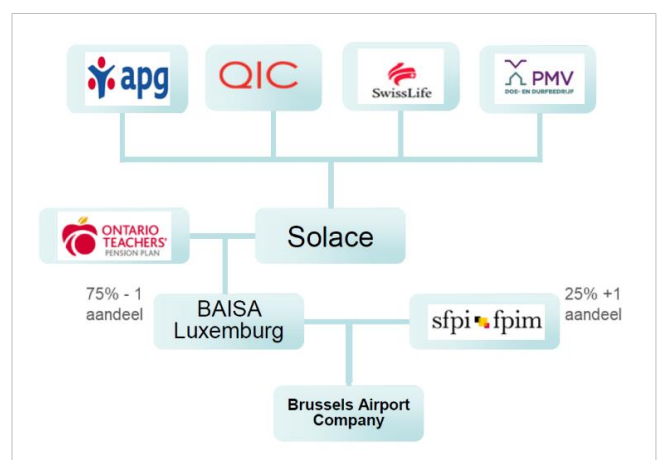 apg
QIC
SwissLife
PMV
DOE- EN DURFBEDRIJF
ONTARIO
TEACHERS'
PENSION PLAN
Solace
75% - 1
aandeel
BAISA
Luxemburg
sfpi fpim
25% +1
aandeel
Brussels Airport
Company